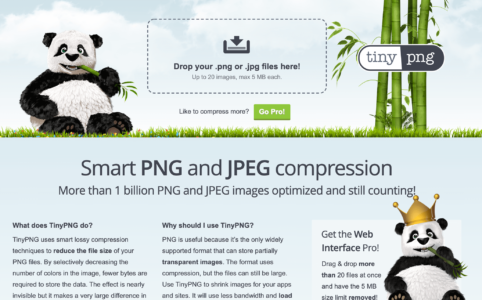 Drop your .png or .jpg files here!
Up to 20 images, max 5 MB each.
tiny png
Like to compress more? Go Pro!
Smart PNG and JPEG compression
More than 1 billion PNG and JPEG images optimized and still counting!
What does TinyPNG do?
TinyPNG uses smart lossy compression
techniques to reduce the file size of your
PNG files. By selectively decreasing the
number of colors in the image, fewer bytes are
required to store the data. The effect is nearly
invisible but it makes a very large difference in
Why should I use TinyPNG?
PNG is useful because it's the only widely
supported format that can store partially
transparent images. The format uses
compression, but the files can still be large.
Use TinyPNG to shrink images for your apps
and sites. It will use less bandwidth and load
Get the Web
Interface Pro!
Drag & drop more
than 20 files at once
and have the 5 MB
size limit removed!